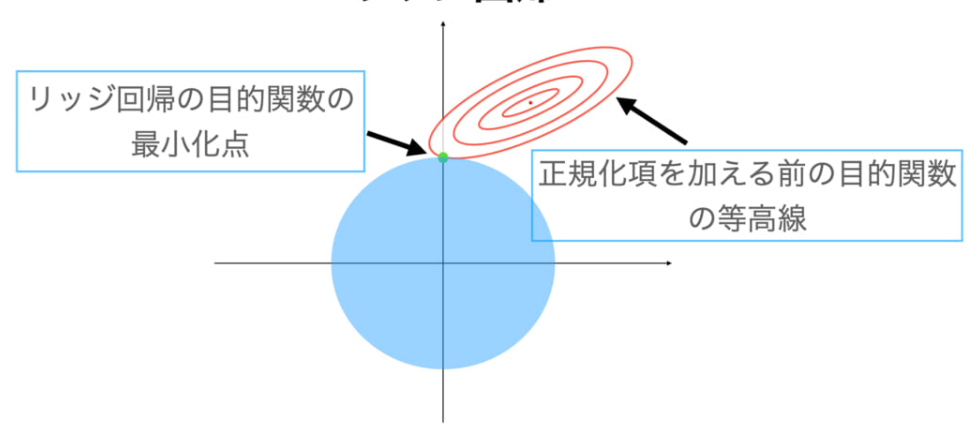 リッジ回帰の目的関数の
最小化点
正規化項を加える前の目的関数
の等高線